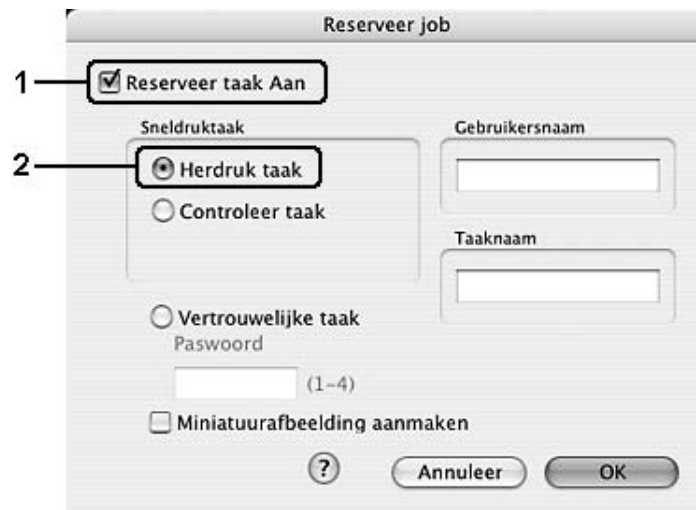 Reserveer job
1
Reserveer taak Aan
Sneldruktaak
2
Herdruk taak
Controleer taak
Gebruikersnaam
Taaknaam
Vertrouwelijke taak
Paswoord
(1-4)
Miniatuurafbeelding aanmaken
?
Annuleer
OK